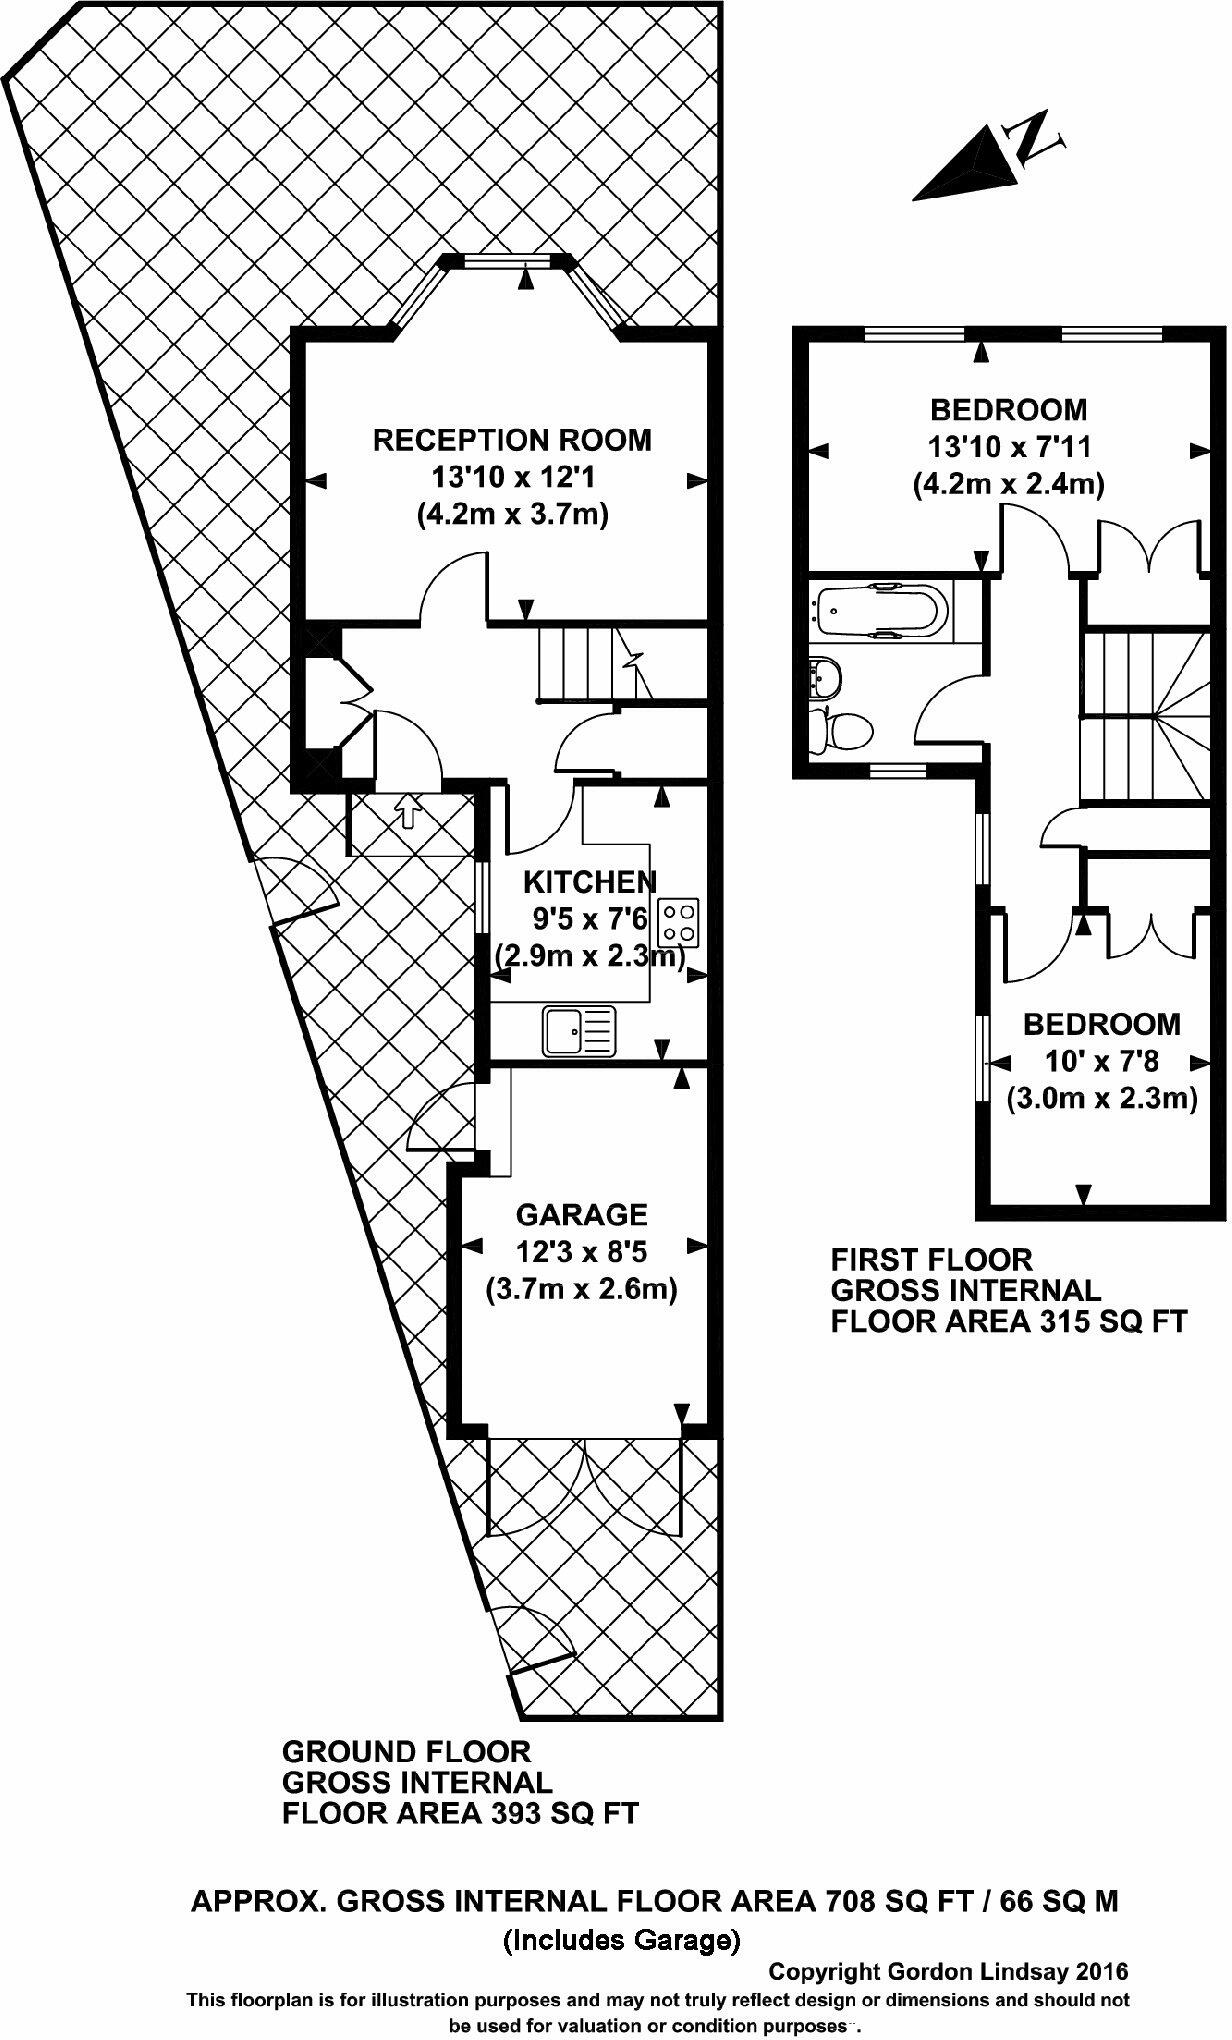 N
RECEPTION ROOM
13'10 x 12'1
(4.2m x 3.7m)
BEDROOM
13'10 x 7'11
(4.2m x 2.4m)
KITCHEN
9'5 x 7'6
(2.9m x 2.3m)
BEDROOM
10' x 7'8
(3.0m x 2.3m)
GARAGE
12'3 x 8'5
(3.7m x 2.6m)
FIRST FLOOR
GROSS INTERNAL
FLOOR AREA 315 SQ FT
GROUND FLOOR
GROSS INTERNAL
FLOOR AREA 393 SQ FT
APPROX. GROSS INTERNAL FLOOR AREA 708 SQ FT / 66 SQ M
(Includes Garage)
Copyright Gordon Lindsay 2016
This floorplan is for illustration purposes and may not truly reflect design or dimensions and should not
be used for valuation or condition purposes¨.